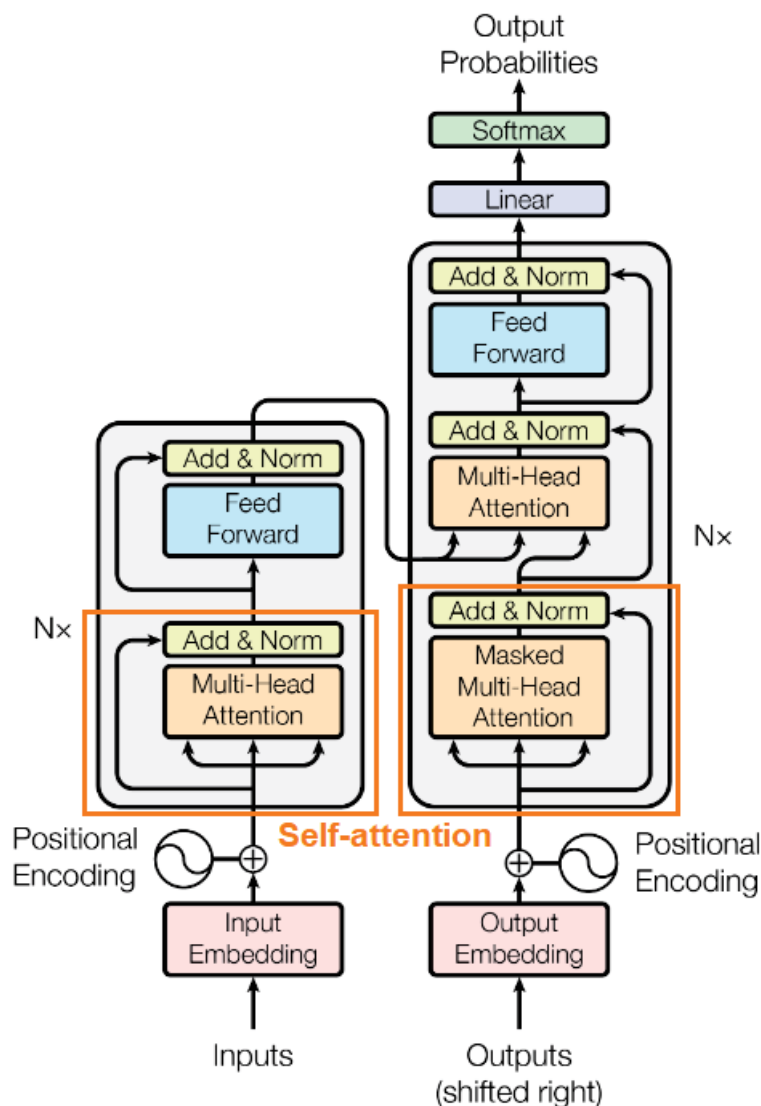 Output
Probabilities
Softmax
Linear
Add & Norm
Feed
Forward
Add & Norm
Multi-Head
Attention
N×
Add & Norm
Masked
Multi-Head
Attention
Add & Norm
Feed
Forward
N×
Add & Norm
Multi-Head
Attention
Self-attention
Positional
Encoding
Positional
Encoding
Input
Embedding
Output
Embedding
Inputs
Outputs
(shifted right)